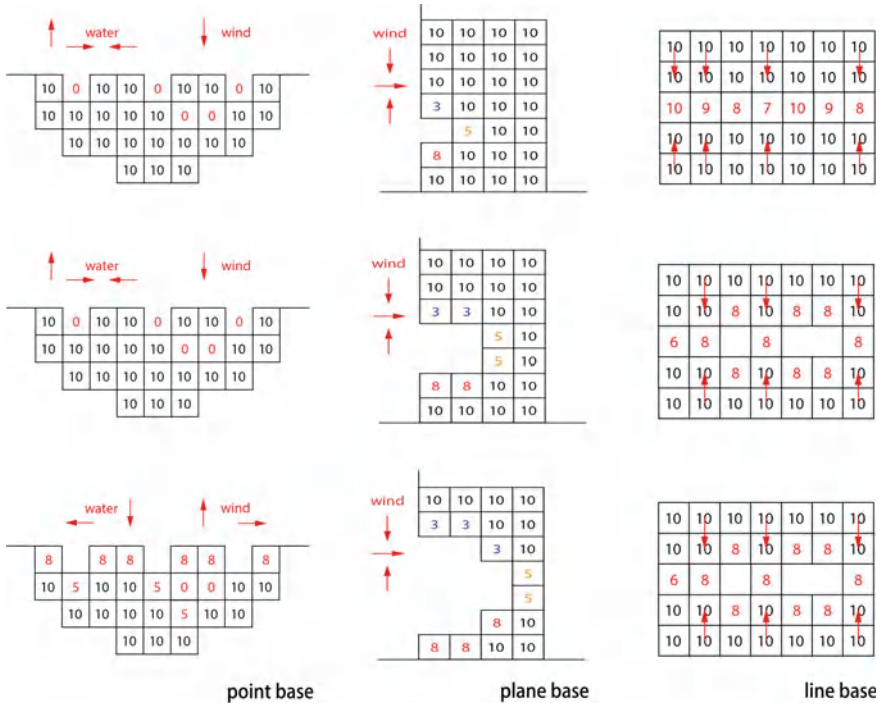 water wind
10 0 10 10 0 10 10 0 10
10 10 10 10 10 0 0 10 10
10 10 10 10 10 10 10
10 10 10
wind
10 10 10 10
10 10 10 10
10 10 10 10
3 10 10 10
5 10 10
8 10 10 10
10 10 10 10
10 10 10 10 10 10 10
10 10 10 10 10 10 10
10 9 8 7 10 9 8
10 10 10 10 10 10 10
10 10 10 10 10 10 10
water wind
10 0 10 10 0 10 10 0 10
10 10 10 10 10 0 0 10 10
10 10 10 10 10 10 10
10 10 10
wind
10 10 10 10
10 10 10 10
3 3 10 10
5 10
5 10
8 8 10 10
10 10 10 10
10 10 10 10 10 10 10
10 10 8 10 8 8 10
6 8 8 8
10 10 8 10 8 8 10
10 10 10 10 10 10 10
water wind
8 8 8 8 8 8
10 5 10 10 5 0 0 10 10
10 10 10 10 5 10 10
10 10 10
wind
10 10 10 10
3 3 10 10
3 10
5
5
8 10
8 8 10 10
10 10 10 10 10 10 10
10 10 8 10 8 8 10
6 8 8 8
10 10 8 10 8 8 10
10 10 10 10 10 10 10
point base
plane base
line base